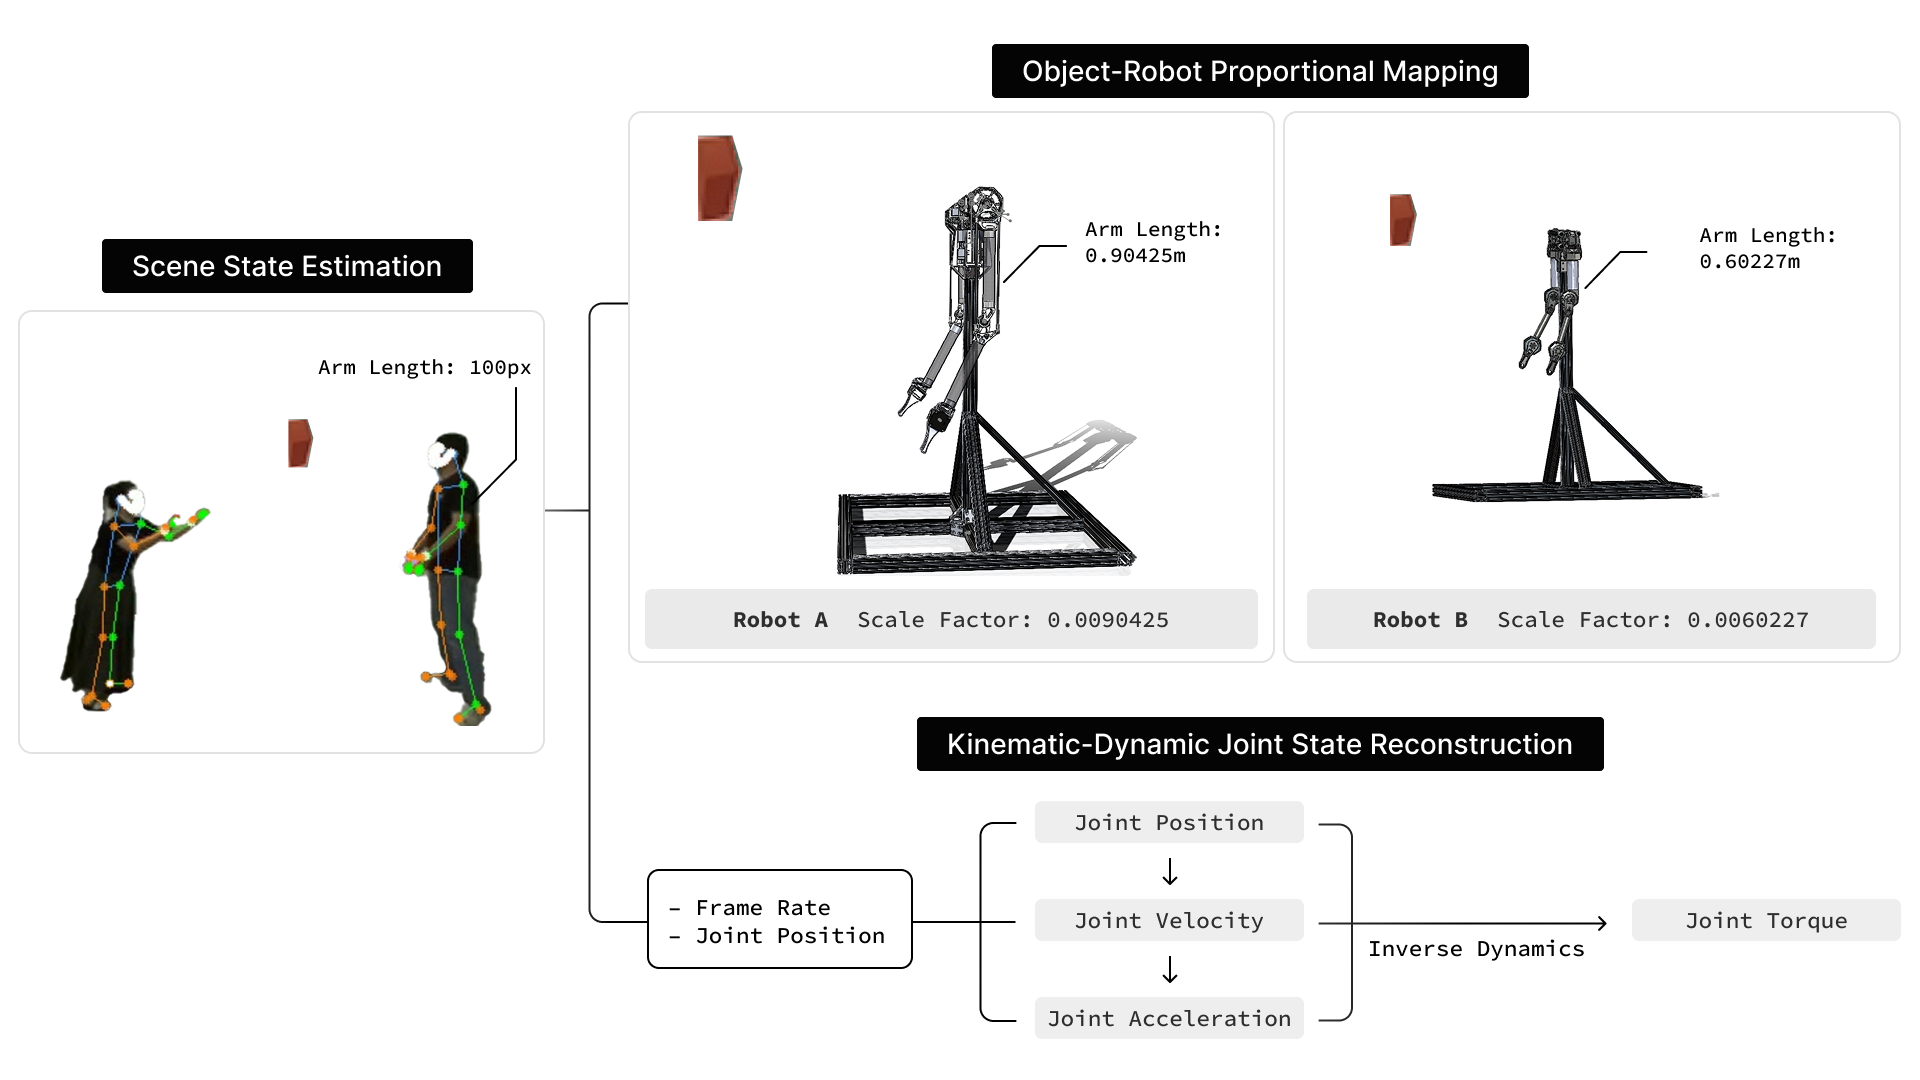 Object-Robot Proportional Mapping
Scene State Estimation
Arm Length: 100px
Arm Length:
0.90425m
Robot A Scale Factor: 0.0090425
Arm Length:
0.60227m
Robot B Scale Factor: 0.0060227
Kinematic-Dynamic Joint State Reconstruction
– Frame Rate
– Joint Position
Joint Position
Joint Velocity
Joint Acceleration
Inverse Dynamics
Joint Torque